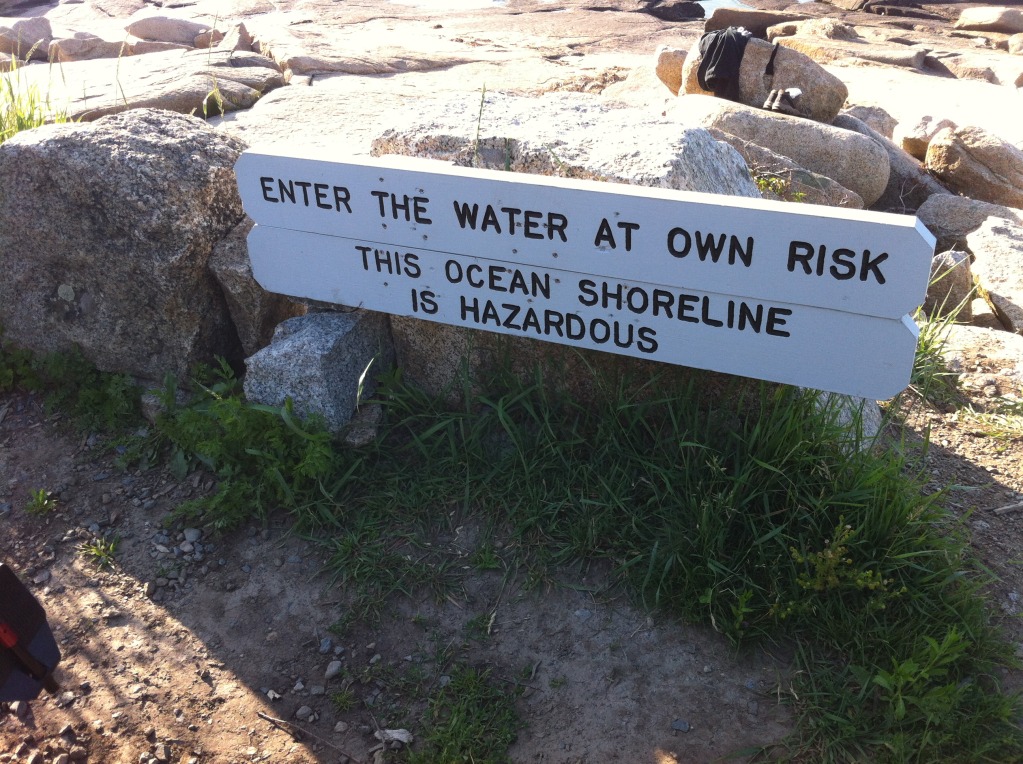 ENTER THE WATER AT OWN RISK
THIS OCEAN SHORELINE
IS HAZARDOUS